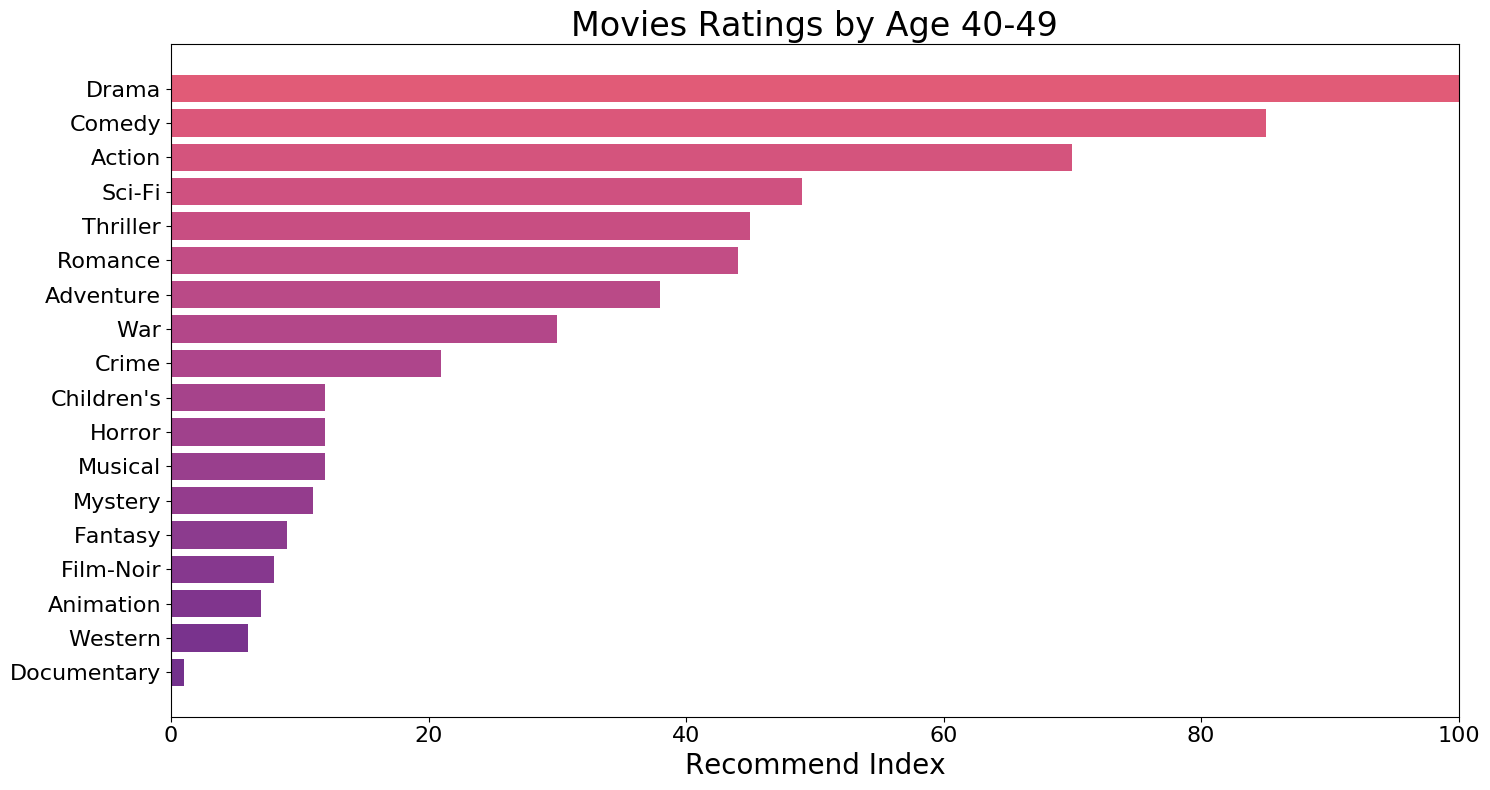 Movies Ratings by Age 40-49
Drama
Comedy
Action
Sci-Fi
Thriller
Romance
Adventure
War
Crime
Children's
Horror
Musical
Mystery
Fantasy
Film-Noir
Animation
Western
Documentary
0 20 40 60 80 100
Recommend Index